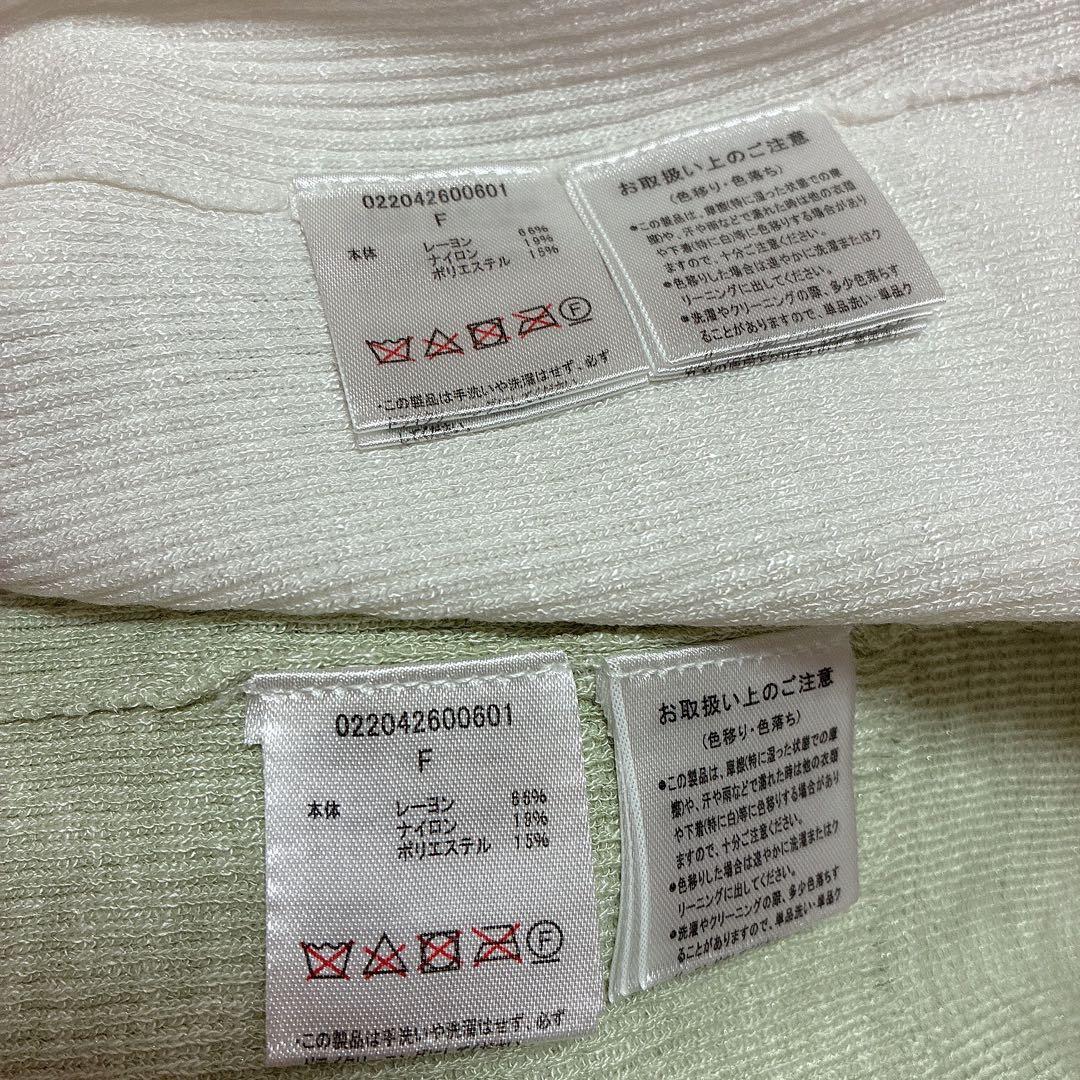 022042600601
F
本体 レーヨン 66%
ナイロン 19%
ポリエステル 15%
F
・この製品は手洗いや洗濯はせず、必ず
お取扱い上のご注意
(色移り・色落ち)
●この製品は、摩擦(特に湿った状態での摩
擦)や、汗や雨などで濡れた時は他の衣類
や下着(特に白)等に色移りする場合があり
ますので、十分ご注意ください。
●色移りした場合は速やかに洗濯またはク
リーニングに出してください。
●洗濯やクリーニングの際、多少色落ちす
ることがありますので、単品洗い・単品ク
022042600601
F
本体 レーヨン 66%
ナイロン 19%
ポリエステル 15%
F
・この製品は手洗いや洗濯はせず、必ず
お取扱い上のご注意
(色移り・色落ち)
●この製品は、摩擦(特に湿った状態での摩
擦)や、汗や雨などで濡れた時は他の衣類
や下着(特に白)等に色移りする場合があり
ますので、十分ご注意ください。
●色移りした場合は速やかに洗濯またはク
リーニングに出してください。
●洗濯やクリーニングの際、多少色落ちす
ることがありますので、単品洗い・単品ク